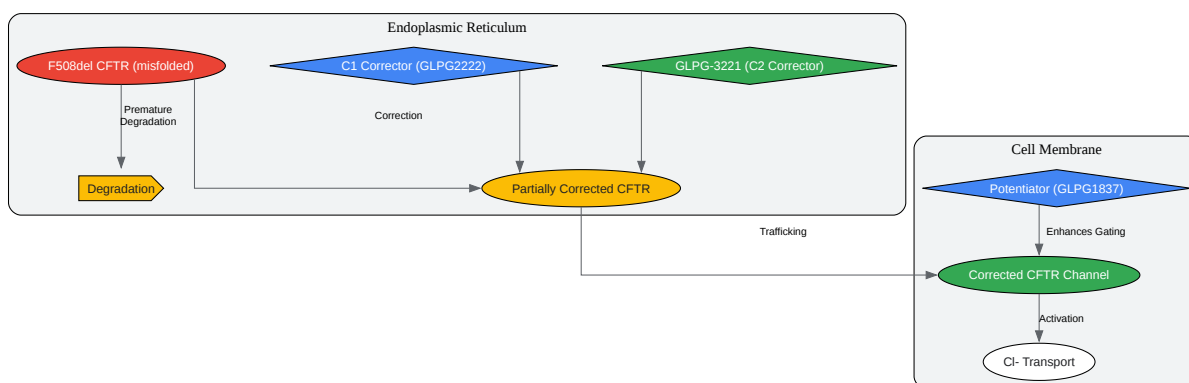 Endoplasmic Reticulum
F508del CFTR (misfolded)
C1 Corrector (GLPG2222)
GLPG-3221 (C2 Corrector)
Premature
Degradation
Correction
Degradation
Partially Corrected CFTR
Trafficking
Cell Membrane
Potentiator (GLPG1837)
Enhances Gating
Corrected CFTR Channel
Activation
Cl- Transport